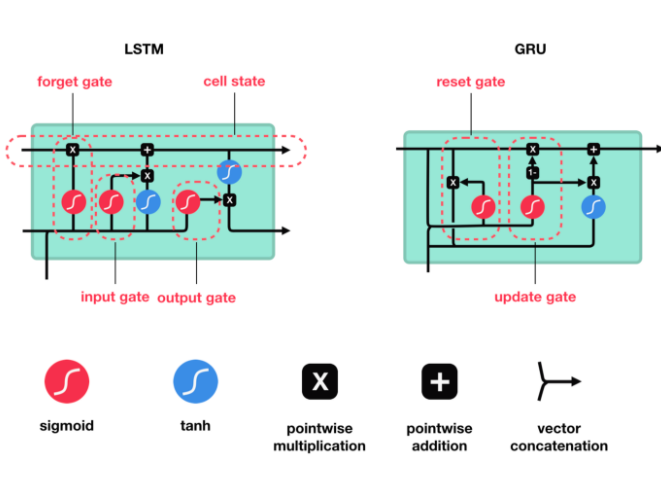 LSTM
GRU
forget gate
cell state
reset gate
X
+
X
X
X
+
1-
X
X
input gate
output gate
update gate
X
+
sigmoid
tanh
pointwise
multiplication
pointwise
addition
vector
concatenation